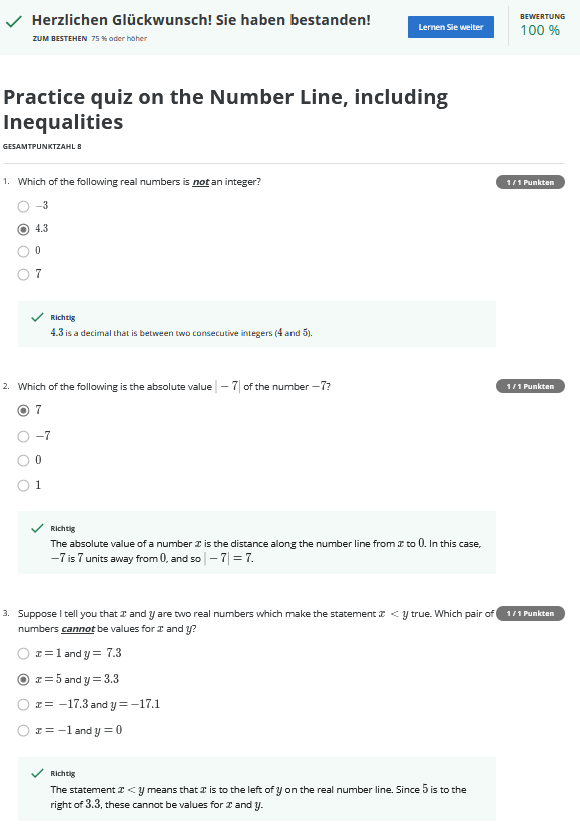 Herzlichen Glückwunsch! Sie haben bestanden!
ZUM BESTEHEN 75 % oder höher
Lernen Sie weiter
BEWERTUNG
100 %
Practice quiz on the Number Line, including
Inequalities
GESAMTPUNKTZAHL 8
1. Which of the following real numbers is not an integer?
1 / 1 Punkten
−3
4.3
0
7
Richtig
4.3 is a decimal that is between two consecutive integers (4 and 5).
2. Which of the following is the absolute value | − 7| of the number −7?
1 / 1 Punkten
7
−7
0
1
Richtig
The absolute value of a number x is the distance along the number line from x to 0. In this case,
−7 is 7 units away from 0, and so | − 7| = 7.
3. Suppose I tell you that x and y are two real numbers which make the statement x < y true. Which pair of
1 / 1 Punkten
numbers cannot be values for x and y?
x = 1 and y = 7.3
x = 5 and y = 3.3
x = −17.3 and y = −17.1
x = −1 and y = 0
Richtig
The statement x < y means that x is to the left of y on the real number line. Since 5 is to the
right of 3.3, these cannot be values for x and y.